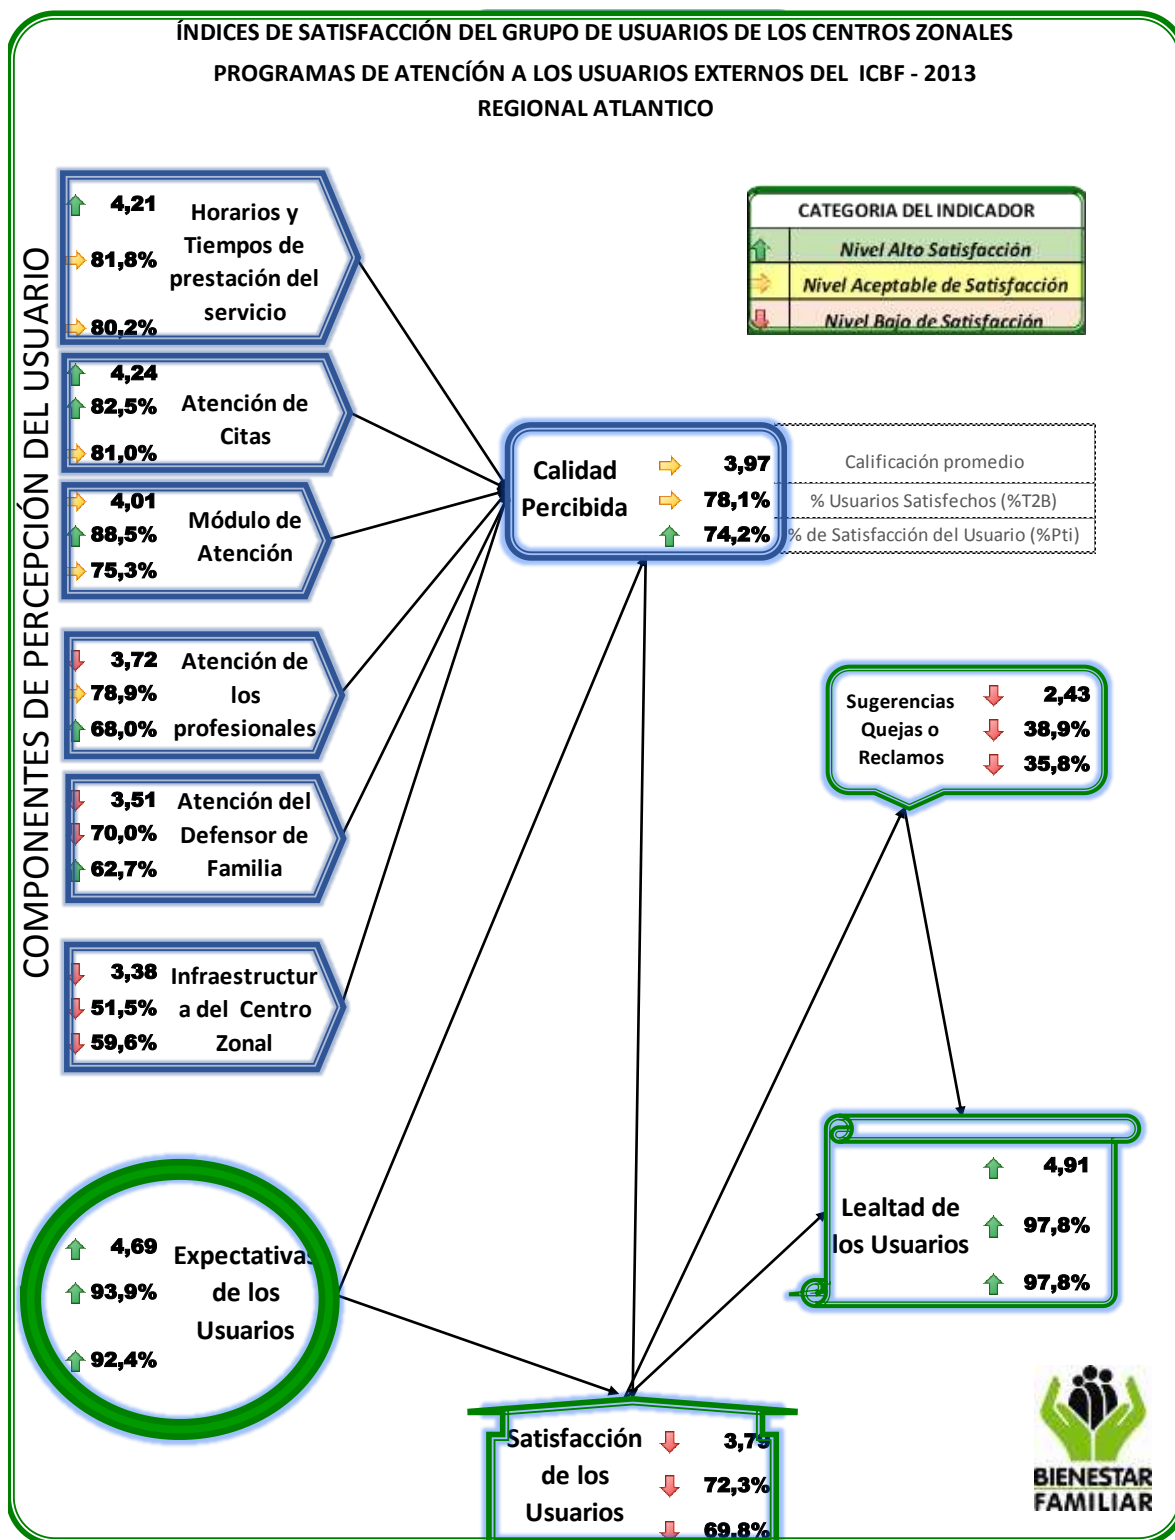 ÍNDICES DE SATISFACCIÓN DEL GRUPO DE USUARIOS DE LOS CENTROS ZONALES
PROGRAMAS DE ATENCÍÓN A LOS USUARIOS EXTERNOS DEL ICBF - 2013
REGIONAL ATLANTICO
COMPONENTES DE PERCEPCIÓN DEL USUARIO
4,21
81,8%
80,2%
Horarios y
Tiempos de
prestación del
servicio
CATEGORIA DEL INDICADOR
Nivel Alto Satisfacción
Nivel Aceptable de Satisfacción
Nivel Bajo de Satisfacción
4,24
82,5%
81,0%
Atención de
Citas
4,01
88,5%
75,3%
Módulo de
Atención
Calidad
Percibida
3,97
78,1%
74,2%
Calificación promedio
% Usuarios Satisfechos (%T2B)
% de Satisfacción del Usuario (%Pti)
3,72
78,9%
68,0%
Atención de
los
profesionales
Sugerencias
Quejas o
Reclamos
2,43
38,9%
35,8%
3,51
70,0%
62,7%
Atención del
Defensor de
Familia
3,38
51,5%
59,6%
Infraestructur
a del Centro
Zonal
Lealtad de
los Usuarios
4,91
97,8%
97,8%
4,69
93,9%
92,4%
Expectativas
de los
Usuarios
Satisfacción
de los
Usuarios
72,3%
69,8%
BIENESTAR
FAMILIAR